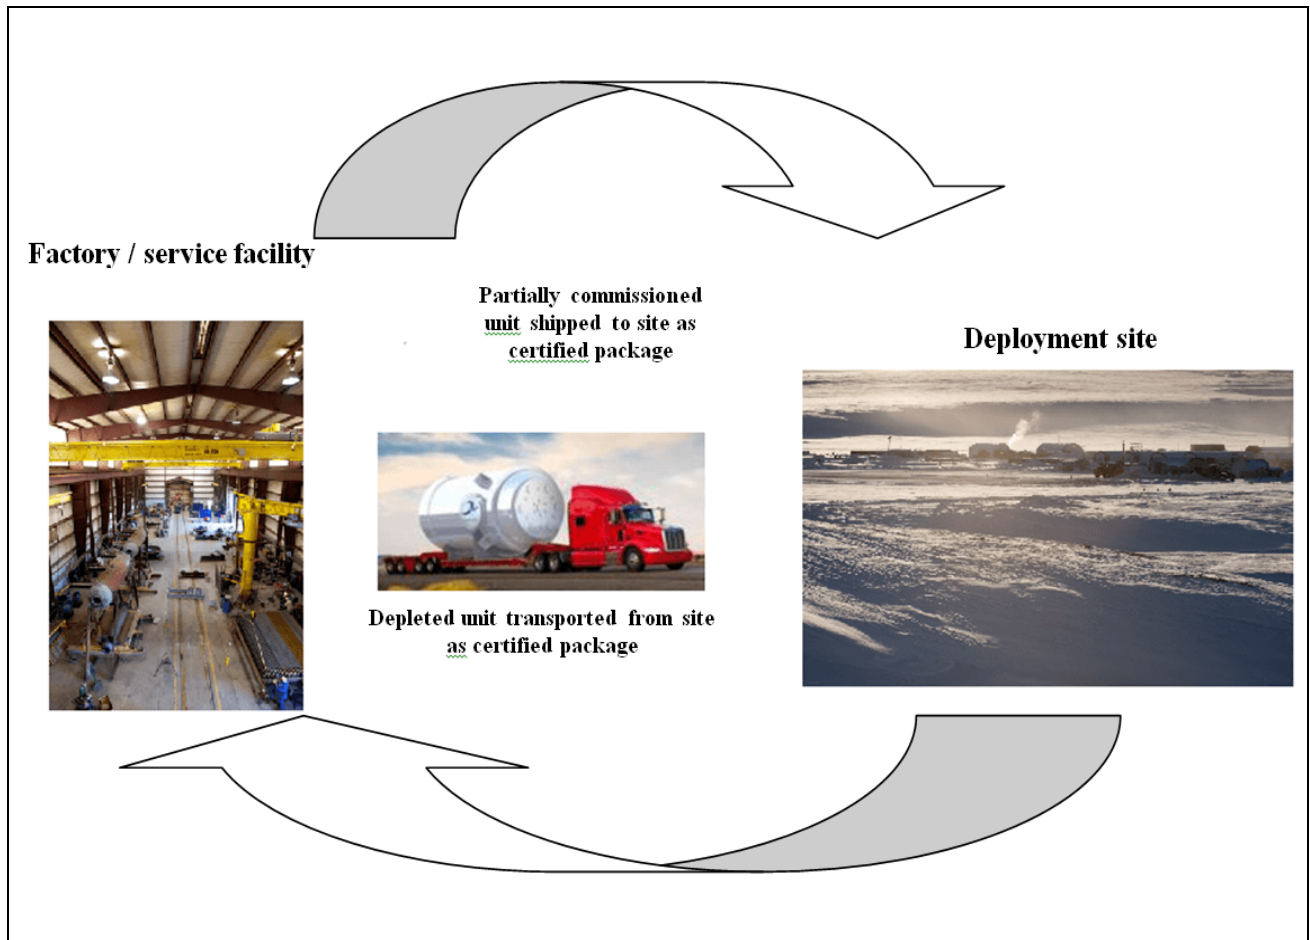 Factory / service facility
Partially commissioned
unit shipped to site as
certified package
Deployment site
Depleted unit transported from site
as certified package